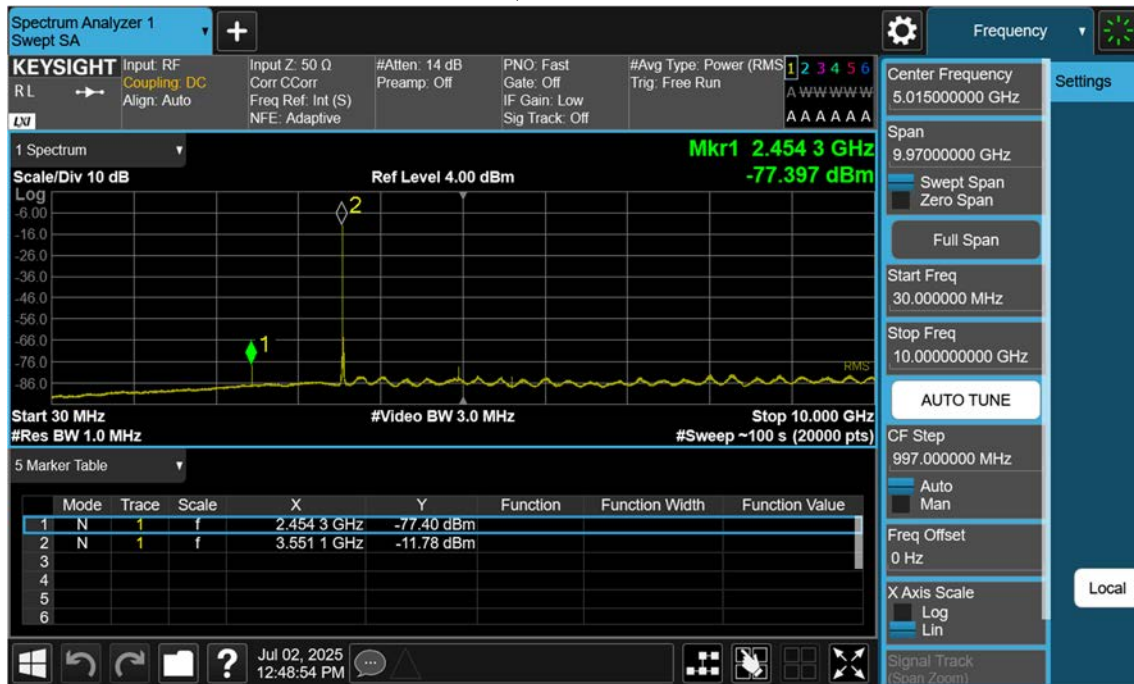 Spectrum Analyzer 1
Swept SA
Frequency
KEYSIGHT
RL
LXI
Input: RF
Coupling: DC
Align: Auto
Input Z: 50 Ω
Corr CCorr
Freq Ref: Int (S)
NFE: Adaptive
#Atten: 14 dB
Preamp: Off
PNO: Fast
Gate: Off
IF Gain: Low
Sig Track: Off
#Avg Type: Power (RMS
Trig: Free Run
1 2 3 4 5 6
A W W W W W
A A A A A A
1 Spectrum
Mkr1 2.454 3 GHz
-77.397 dBm
Scale/Div 10 dB
Ref Level 4.00 dBm
Log
-6.00
-16.0
-26.0
-36.0
-46.0
-56.0
-66.0
-76.0
-86.0
2
1
RMS
Start 30 MHz
#Video BW 3.0 MHz
Stop 10.000 GHz
#Res BW 1.0 MHz
#Sweep ~100 s (20000 pts)
5 Marker Table
Mode Trace Scale X Y Function Function Width Function Value
1 N 1 f 2.454 3 GHz -77.40 dBm
2 N 1 f 3.551 1 GHz -11.78 dBm
3
4
5
6
Jul 02, 2025
12:48:54 PM
Center Frequency
5.015000000 GHz
Span
9.97000000 GHz
Swept Span
Zero Span
Full Span
Start Freq
30.000000 MHz
Stop Freq
10.000000000 GHz
AUTO TUNE
CF Step
997.000000 MHz
Auto
Man
Freq Offset
0 Hz
X Axis Scale
Log
Lin
Signal Track
(Span Zoom)
Settings
Local